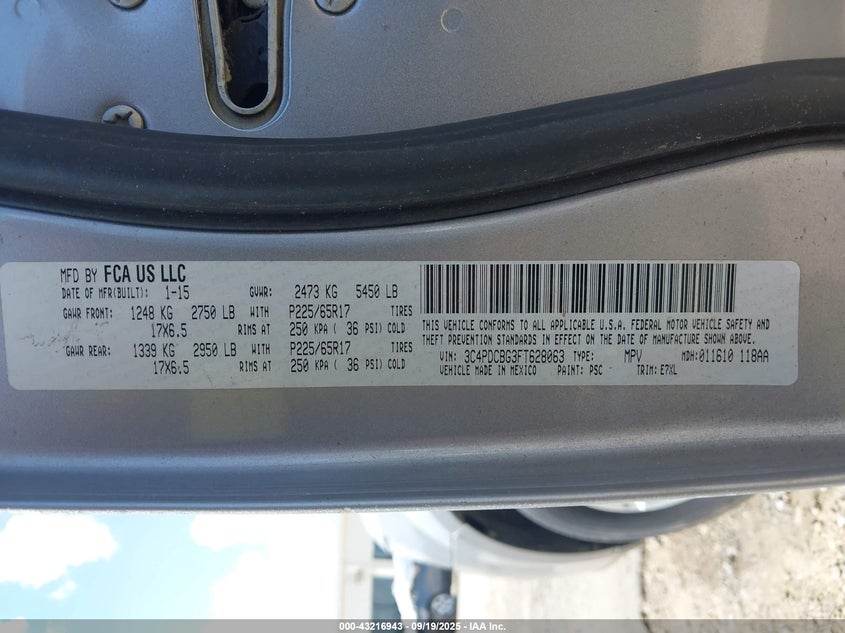 MFD BY FCA US LLC
DATE OF MFR(BUILT): 1-15 GVWR: 2473 KG 5450 LB
GAWR FRONT: 1248 KG 2750 LB WITH P225/65R17 TIRES
17X6.5 RIMS AT 250 KPA ( 36 PSI) COLD
GAWR REAR: 1339 KG 2950 LB WITH P225/65R17 TIRES
17X6.5 RIMS AT 250 KPA ( 36 PSI) COLD
THIS VEHICLE CONFORMS TO ALL APPLICABLE U.S.A. FEDERAL MOTOR VEHICLE SAFETY AND
THEFT PREVENTION STANDARDS IN EFFECT ON THE DATE OF MANUFACTURE SHOWN ABOVE.
VIN: 3C4PDCBG3FT628063 TYPE: MPV MDH:011610 118AA
VEHICLE MADE IN MEXICO PAINT: PSC TRIM: E7XL
000-43216943 - 09/19/2025 - IAA Inc.